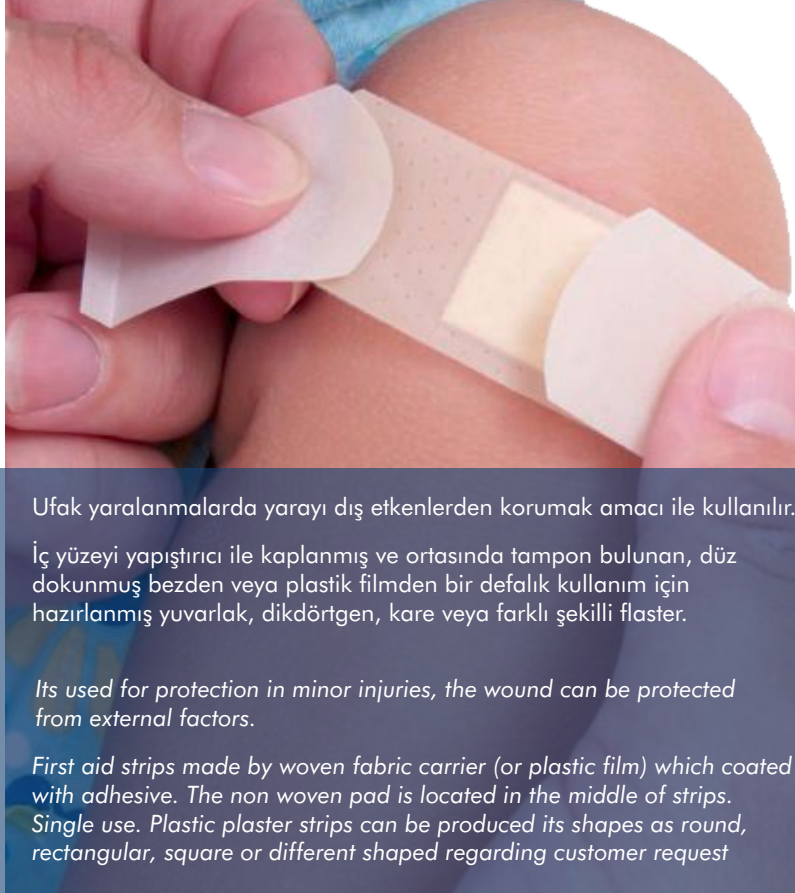 Ufak yaralanmalarda yarayı dış etkenlerden korumak amacı ile kullanılır.
İç yüzeyi yapıştırıcı ile kaplanmış ve ortasında tampon bulunan, düz
dokunmuş bezden veya plastik filmden bir defalık kullanım için
hazırlanmış yuvarlak, dikdörtgen, kare veya farklı şekilli flaster.
Its used for protection in minor injuries, the wound can be protected
from external factors.
First aid strips made by woven fabric carrier (or plastic film) which coated
with adhesive. The non woven pad is located in the middle of strips.
Single use. Plastic plaster strips can be produced its shapes as round,
rectangular, square or different shaped regarding customer request